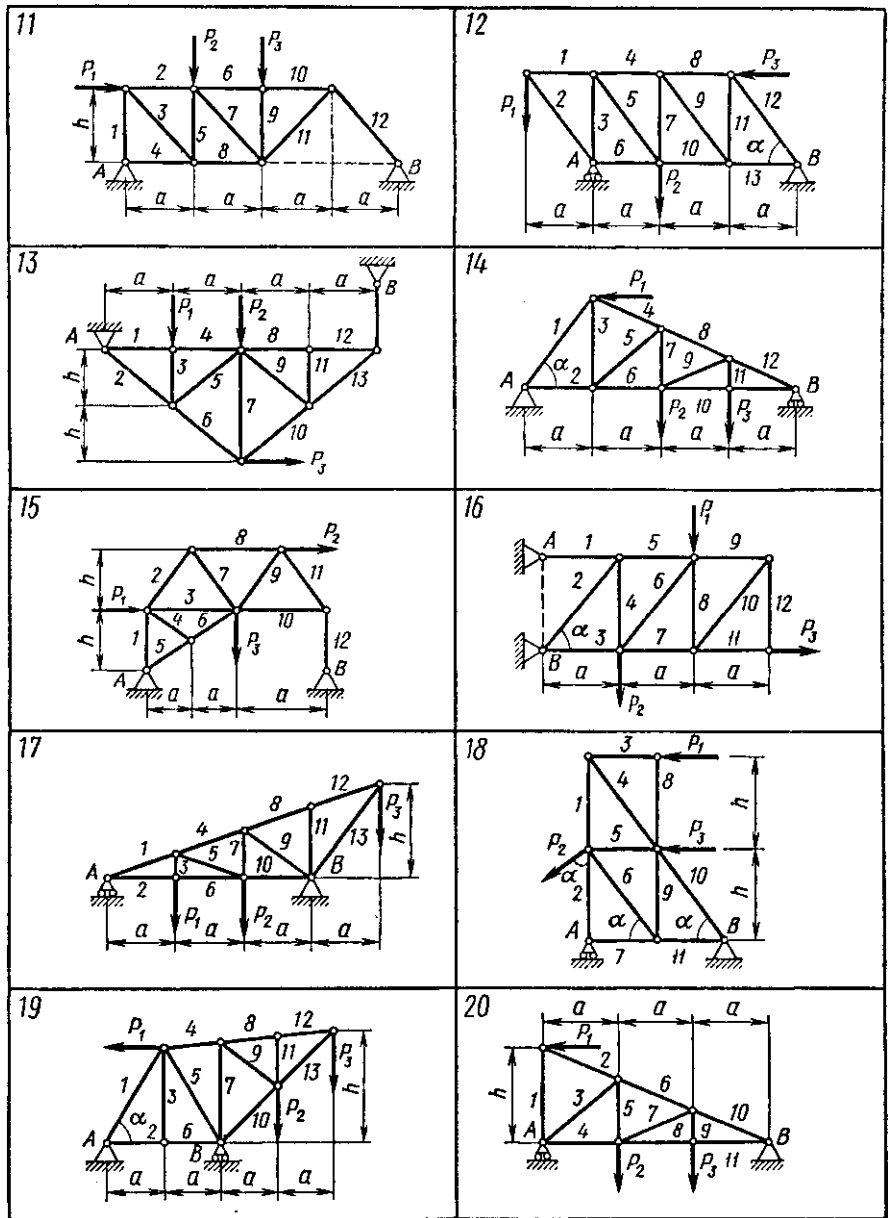 11
P₂ P₃
P₁ 2 6 10
h 1 3 5 7 9 11 12
A 4 8 B
a a a a
12
1 4 8 P₃
P₁ 2 3 5 7 9 11 12
A 6 10 α B
P₂ 13
a a a a
13
a a a a B
P₁ P₂
A 1 4 8 12
h 2 3 5 9 11 13
h 6 7 10
P₃
14
P₁
1 3 4 8
5 7 9 12
A α 2 6 11 B
P₂ 10 P₃
a a a a
15
8 P₂
h 2 7 9 11
P₁ 3 10
h 1 4 6 P₃ 12
5
A B
a a a
16
P₁
A 1 5 9
2 4 6 8 10 12
B α 3 7 11 P₃
P₂
a a a
17
12
8 P₃
1 4 11 13 h
A 3 5 7 9 B
2 6 10
P₁ P₂
a a a a
18
3 P₁
1 4 8 h
P₂ 5 P₃
α 2 6 9 10 h
A α α B
7 11
19
P₁ 4 8 12
1 3 5 7 9 11 13 P₃ h
A α 10 P₂
2 6 B
a a a a
20
a a a
P₁
h 1 2 6
3 5 7 10
A 4 8 9 B
P₂ P₃ 11